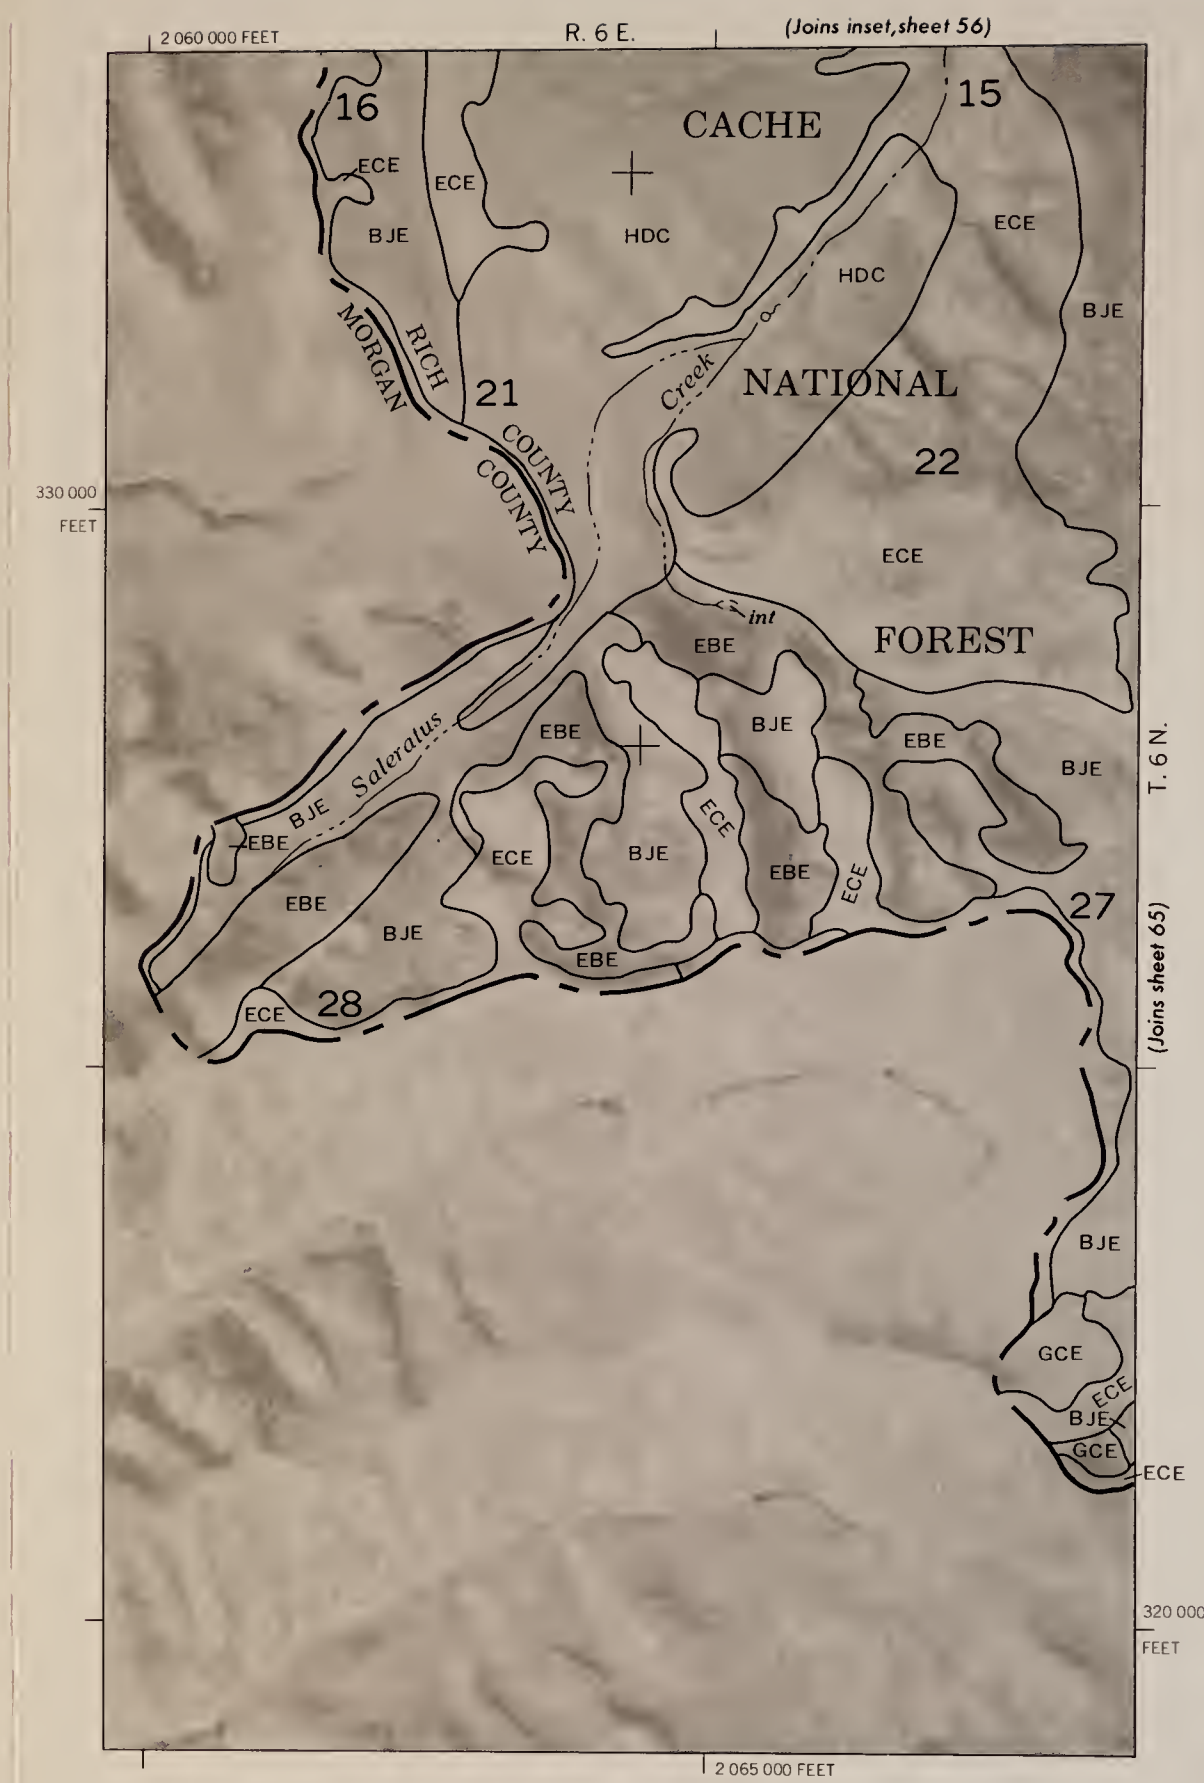 2 060 000 FEET
R. 6 E.
(Joins inset, sheet 56)
16
15
CACHE
ECE
ECE
BJE
HDC
ECE
HDC
BJE
MORGAN
RICH
21
Creek
NATIONAL
COUNTY
COUNTY
22
330 000
FEET
ECE
int
EBE
FOREST
EBE
BJE
EBE
BJE
T. 6 N.
Saleratus
BJE
EBE
ECE
BJE
ECE
EBE
ECE
EBE
BJE
27
(Joins sheet 65)
EBE
28
ECE
BJE
GCE
ECE
BJE
GCE
ECE
320 000
FEET
2 065 000 FEET